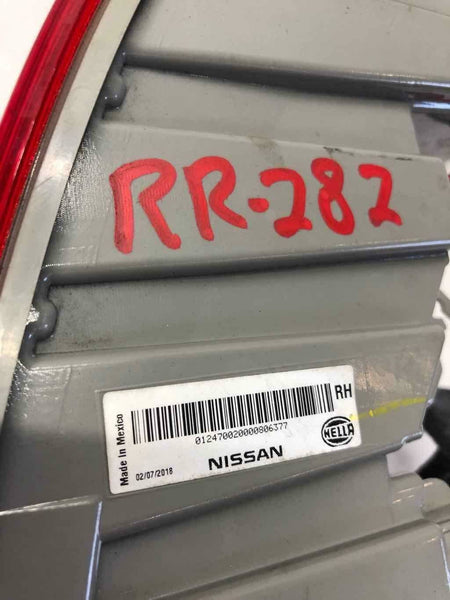 RR-282
Made in Mexico
RH
012470020000806377
HELLA
02/07/2018
NISSAN